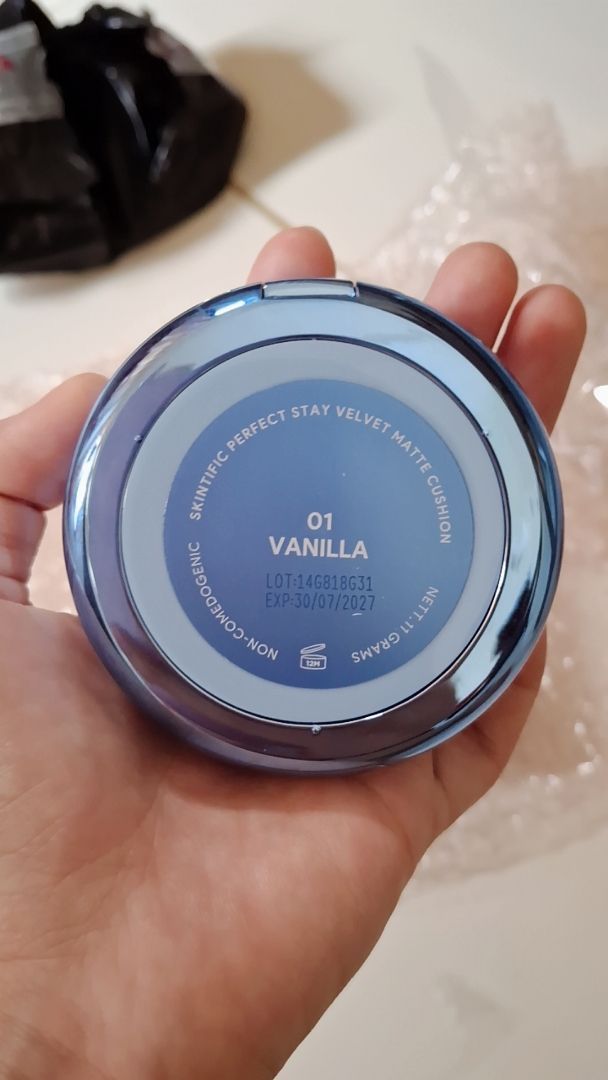 SKINTIFIC PERFECT STAY VELVET MATTE CUSHION
01
VANILLA
LOT:14G818G31
EXP:30/07/2027
NON-COMEDOGENIC
12M
NETT.11 GRAMS